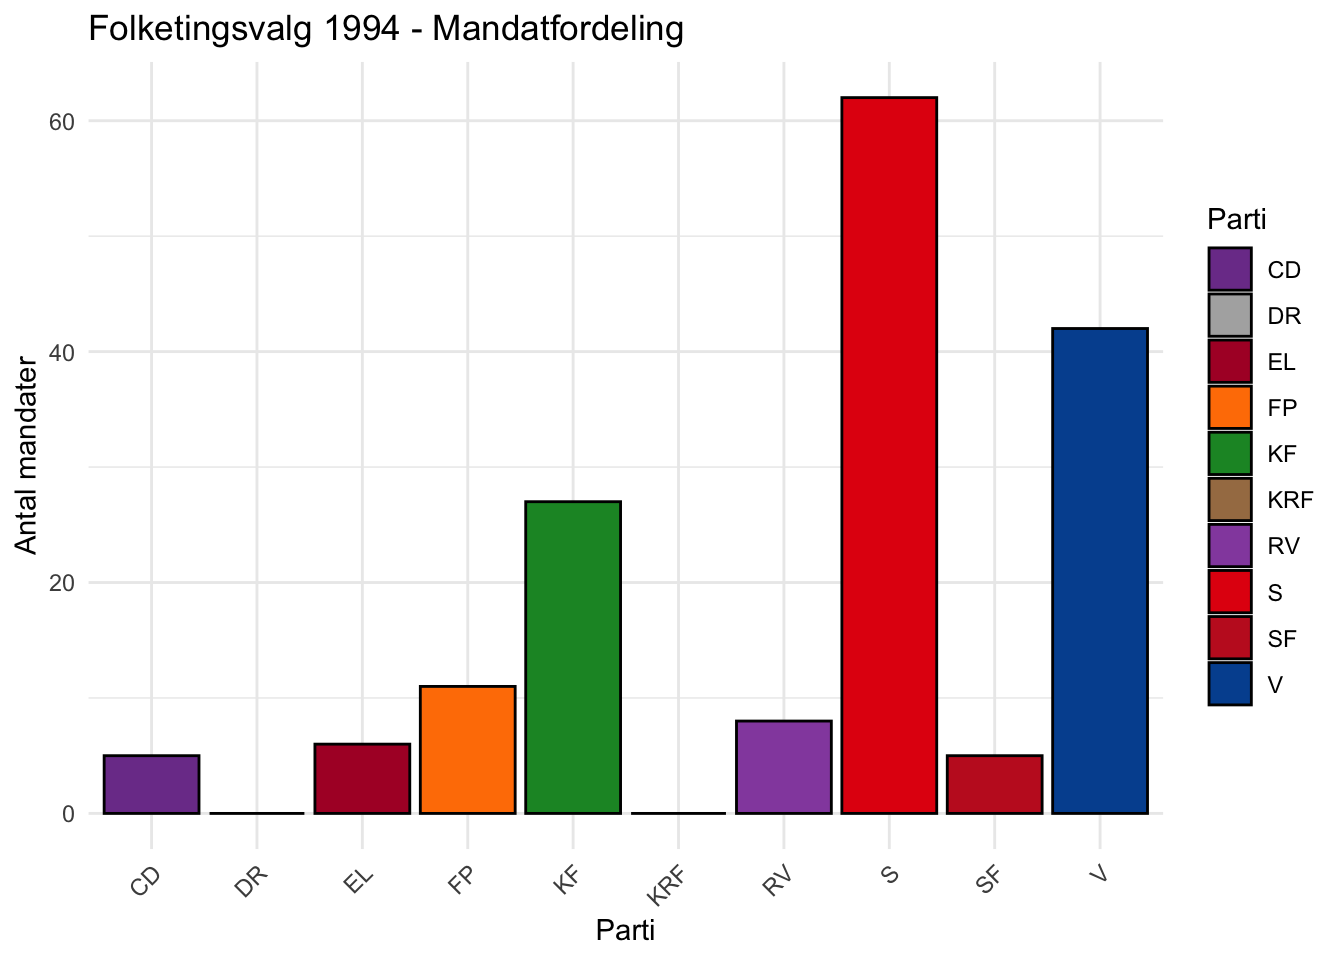 Folketingsvalg 1994 - Mandatfordeling
Antal mandater
60
40
20
0
CD
DR
EL
FP
KF
KRF
RV
S
SF
V
Parti
Parti
CD
DR
EL
FP
KF
KRF
RV
S
SF
V